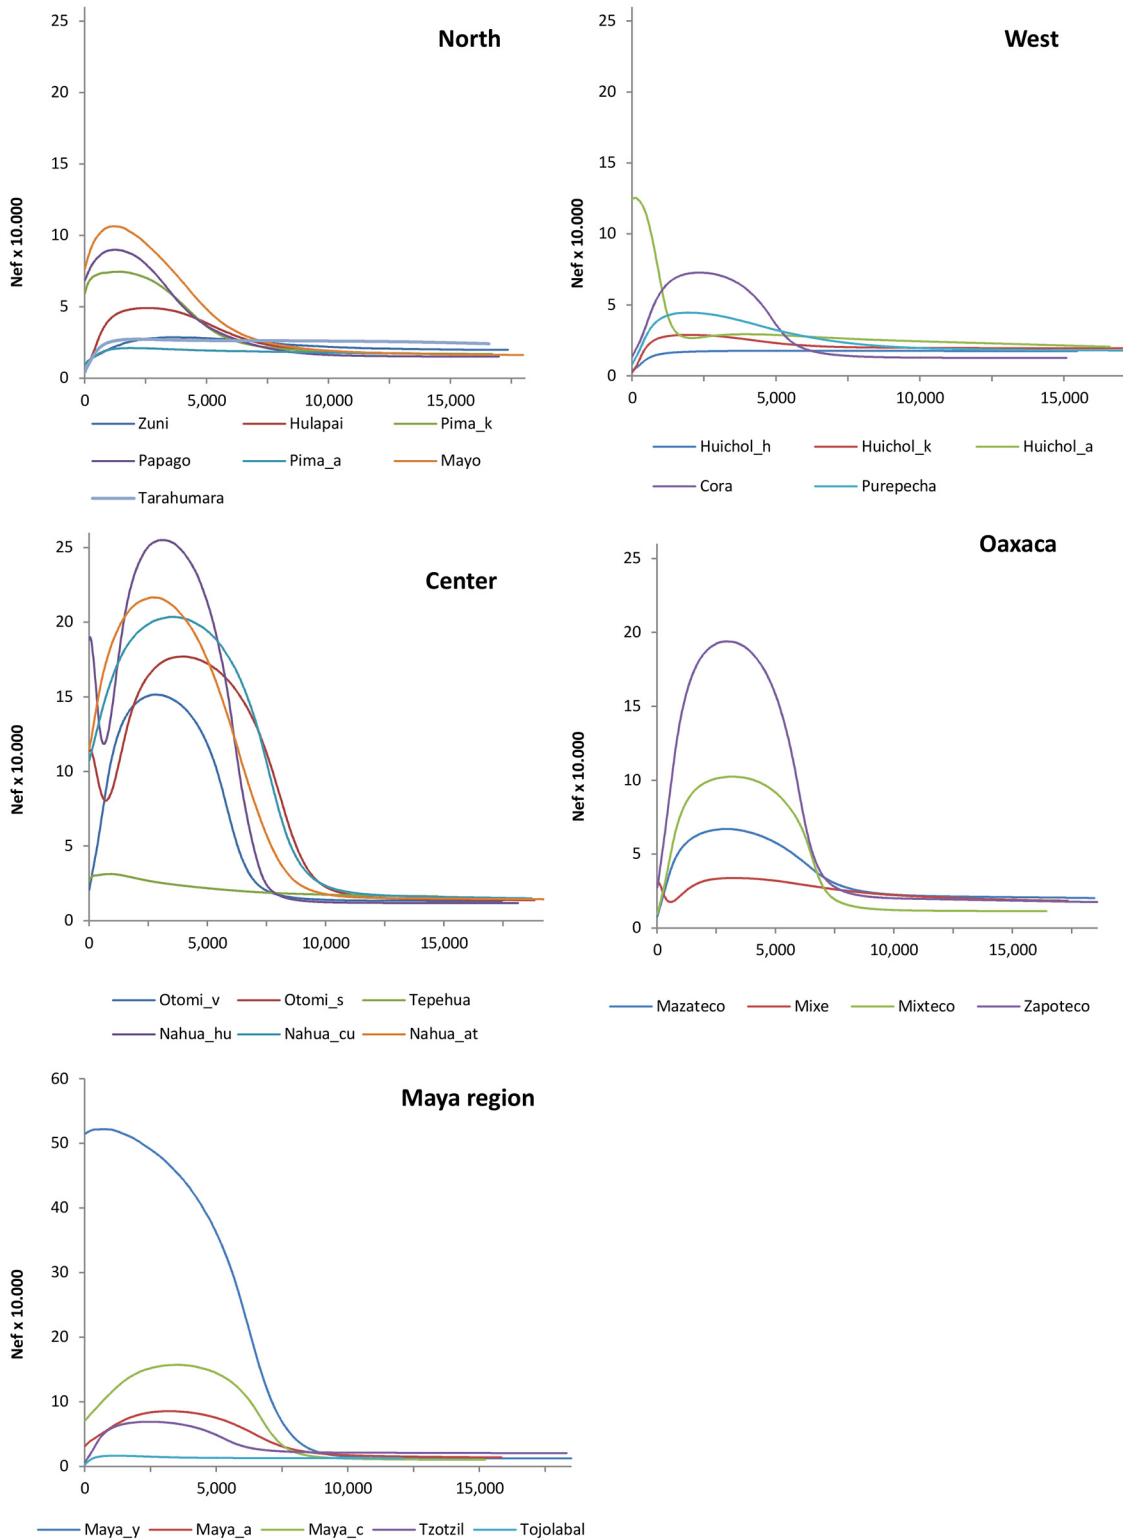 North
25
20
15
10
5
0
Nef x 10.000
0 5,000 10,000 15,000
Zuni Hulapai Pima_k
Papago Pima_a Mayo
Tarahumara
West
25
20
15
10
5
0
Nef x 10.000
0 5,000 10,000 15,000
Huichol_h Huichol_k Huichol_a
Cora Purepecha
Center
25
20
15
10
5
0
Nef x 10.000
0 5,000 10,000 15,000
Otomi_v Otomi_s Tepehua
Nahua_hu Nahua_cu Nahua_at
Oaxaca
25
20
15
10
5
0
Nef x 10.000
0 5,000 10,000 15,000
Mazateco Mixe Mixteco Zapoteco
Maya region
60
50
40
30
20
10
0
Nef x 10.000
0 5,000 10,000 15,000
Maya_y Maya_a Maya_c Tzotzil Tojolabal